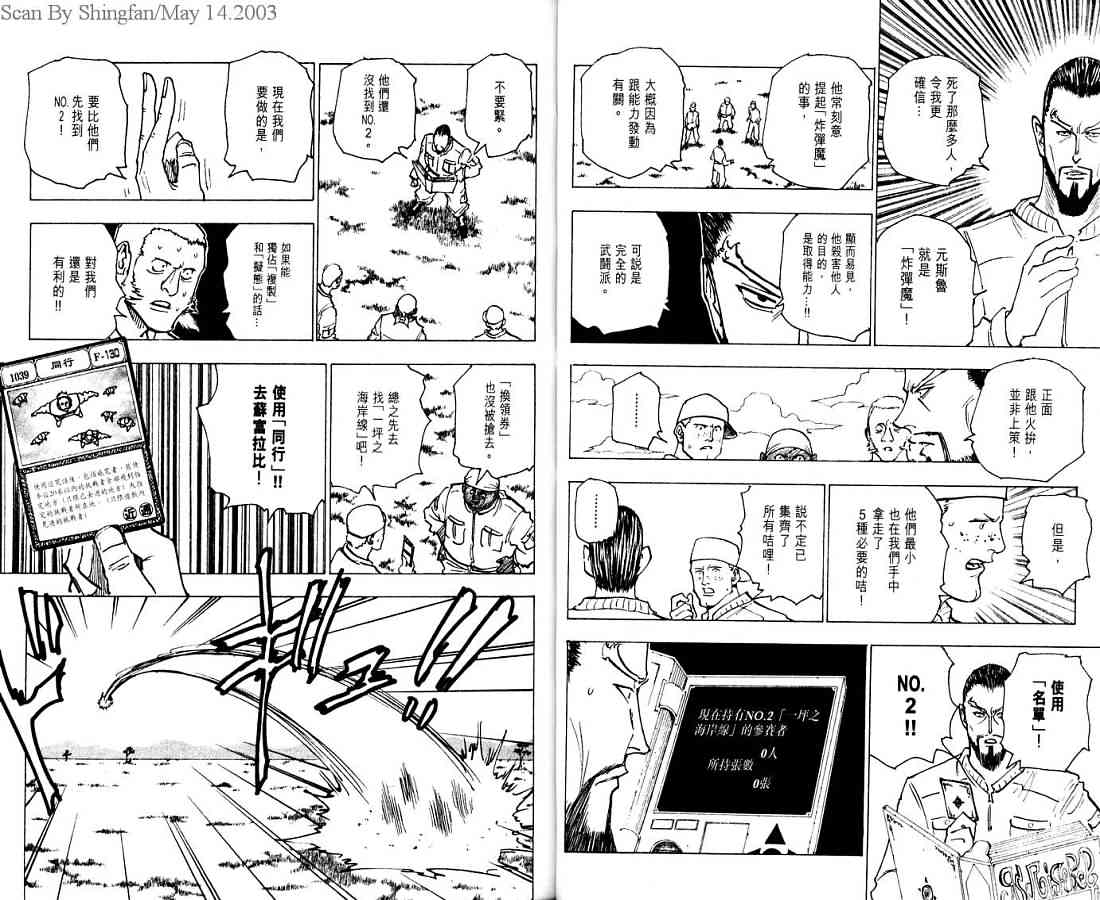 Scan By Shingfan/May 14.2003
死了那麼多人，
令我更
確信：
元斯魯
就是
「炸彈魔」！
他常刻意
提起「炸彈魔」
的事，
大概因為
跟能力發動
有關。
顯而易見，
他殺害他人
的目的，
是取得能力…!!
可說是
完全的
武鬪派。
正面
跟他火拚，
並非上策！
………
但是，
他們最小
也在我們手中
拿走了
5種必要的咭！
說不定已
集齊了
所有咭哩！
………
使用
「名單」！
NO.
2!!
現在持有NO.2「一坪之
海岸線」的參賽者
0人
所持張數
0張
不要緊。
他們還
沒找到NO.2。
現在我們
要做的是，
要比他們
先找到
NO.2！
如果能
獨佔「複製」
和「擬態」的話…
對我們
還是
有利的!!
「換領券」
也沒被搶去。
總之先去
找「一坪之
海岸線」吧！
使用「同行」!!
去蘇富拉比！
1039
同行
F-130